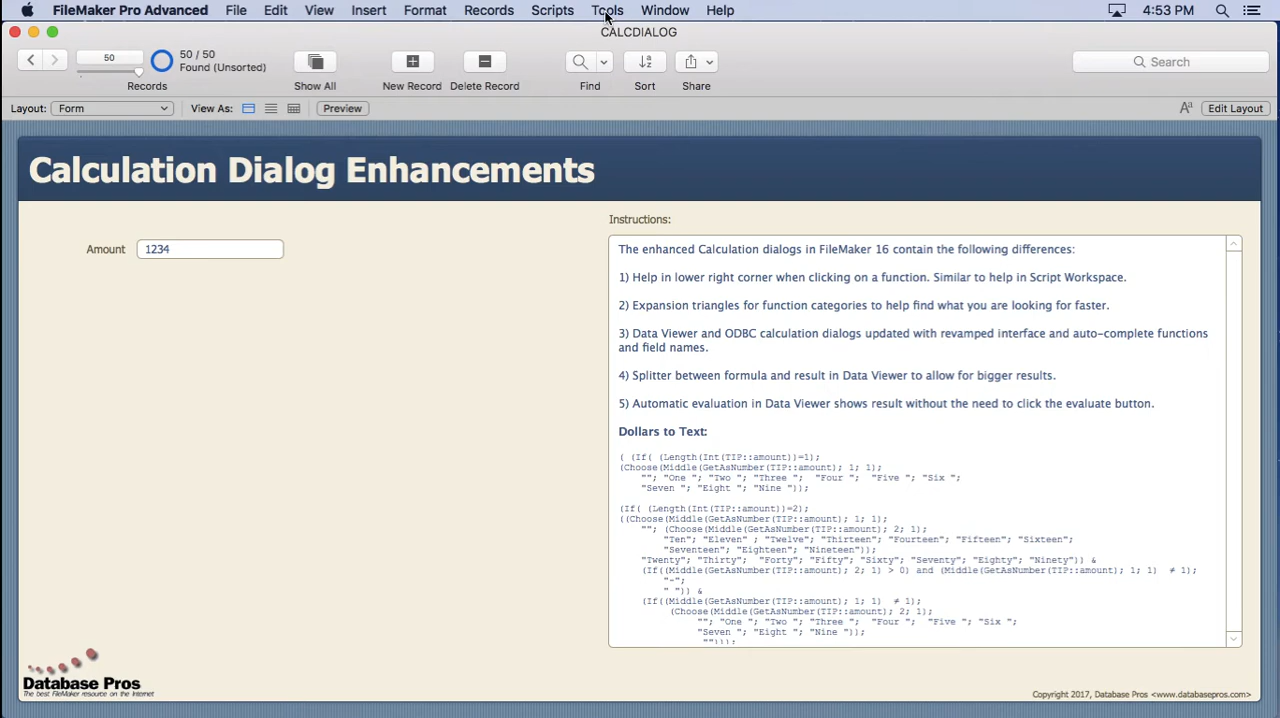 FileMaker Pro Advanced File Edit View Insert Format Records Scripts Tools Window Help 4:53 PM
CALCDIALOG
50 50 / 50 Found (Unsorted)
Search
Records Show All New Record Delete Record Find Sort Share
Layout: Form View As: Preview Aa Edit Layout
Calculation Dialog Enhancements
Amount 1234
Instructions:
The enhanced Calculation dialogs in FileMaker 16 contain the following differences:
1) Help in lower right corner when clicking on a function. Similar to help in Script Workspace.
2) Expansion triangles for function categories to help find what you are looking for faster.
3) Data Viewer and ODBC calculation dialogs updated with revamped interface and auto-complete functions
and field names.
4) Splitter between formula and result in Data Viewer to allow for bigger results.
5) Automatic evaluation in Data Viewer shows result without the need to click the evaluate button.
Dollars to Text:
( (If( (Length(Int(TIP::amount))=1);
(Choose(Middle(GetAsNumber(TIP::amount); 1; 1);
""; "One "; "Two "; "Three ";  "Four ";  "Five "; "Six ";
"Seven "; "Eight "; "Nine "));
(If( (Length(Int(TIP::amount))=2);
((Choose(Middle(GetAsNumber(TIP::amount); 1; 1);
""; (Choose(Middle(GetAsNumber(TIP::amount); 2; 1);
"Ten"; "Eleven" ; "Twelve"; "Thirteen"; "Fourteen"; "Fifteen"; "Sixteen";
"Seventeen"; "Eighteen"; "Nineteen"));
"Twenty"; "Thirty";  "Forty"; "Fifty"; "Sixty"; "Seventy"; "Eighty"; "Ninety")) &
(If((Middle(GetAsNumber(TIP::amount); 2; 1) > 0) and (Middle(GetAsNumber(TIP::amount); 1; 1)  ≠ 1);
"-";
" ")) &
(If((Middle(GetAsNumber(TIP::amount); 1; 1)  ≠ 1);
(Choose(Middle(GetAsNumber(TIP::amount); 2; 1);
""; "One "; "Two "; "Three ";  "Four ";  "Five "; "Six ";
"Seven "; "Eight "; "Nine "));
"")));
Database Pros
The best FileMaker resource on the Internet
Copyright 2017, Database Pros <www.databasepros.com>